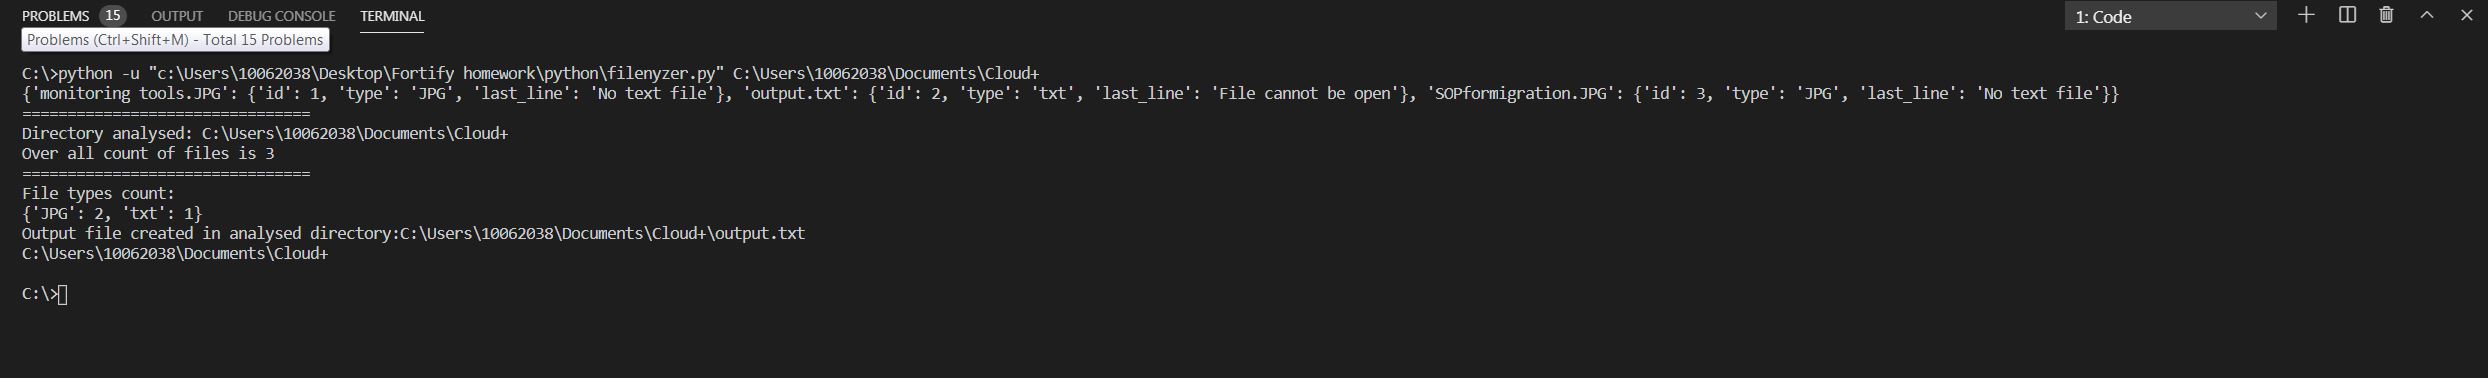 PROBLEMS 15 OUTPUT DEBUG CONSOLE TERMINAL 1: Code
Problems (Ctrl+Shift+M) - Total 15 Problems
C:\>python -u "c:\Users\10062038\Desktop\Fortify homework\python\filenyzer.py" C:\Users\10062038\Documents\Cloud+
{'monitoring tools.JPG': {'id': 1, 'type': 'JPG', 'last_line': 'No text file'}, 'output.txt': {'id': 2, 'type': 'txt', 'last_line': 'File cannot be open'}, 'SOPformigration.JPG': {'id': 3, 'type': 'JPG', 'last_line': 'No text file'}}
================================
Directory analysed: C:\Users\10062038\Documents\Cloud+
Over all count of files is 3
================================
File types count:
{'JPG': 2, 'txt': 1}
Output file created in analysed directory:C:\Users\10062038\Documents\Cloud+\output.txt
C:\Users\10062038\Documents\Cloud+
C:\>